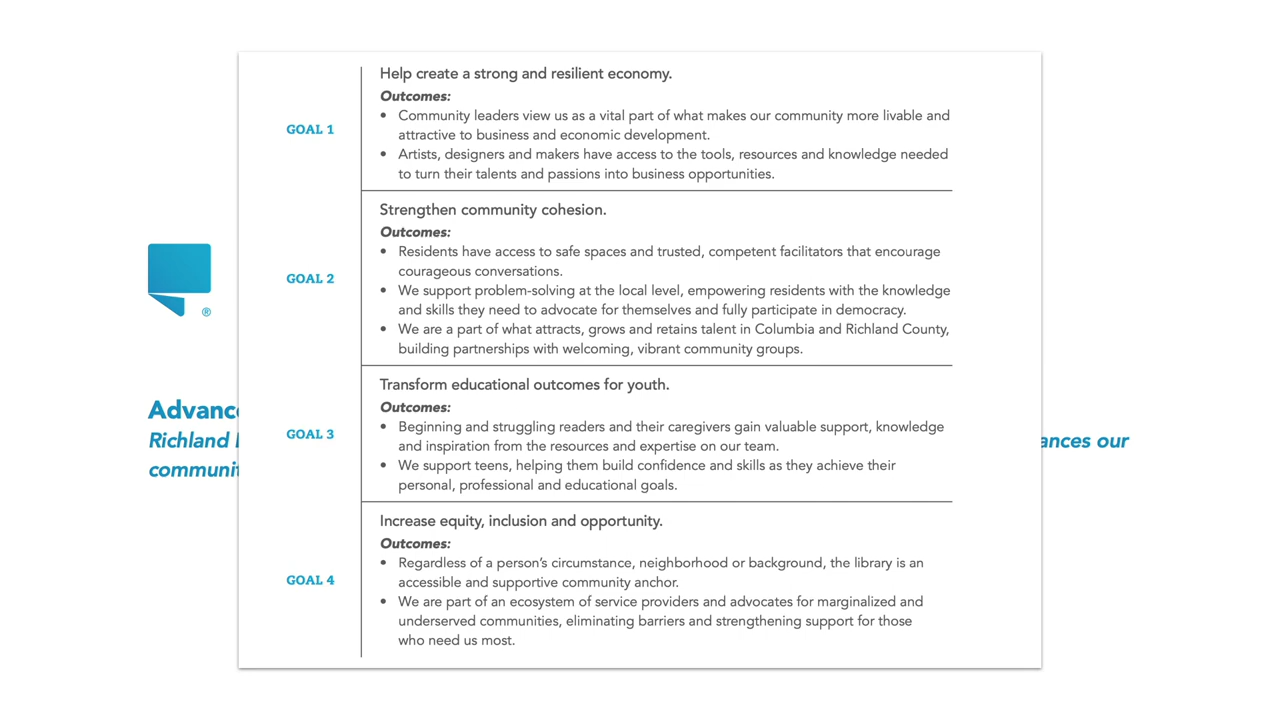 Help create a strong and resilient economy.
Outcomes:
GOAL 1
• Community leaders view us as a vital part of what makes our community more livable and
attractive to business and economic development.
• Artists, designers and makers have access to the tools, resources and knowledge needed
to turn their talents and passions into business opportunities.
Strengthen community cohesion.
Outcomes:
GOAL 2
• Residents have access to safe spaces and trusted, competent facilitators that encourage
courageous conversations.
• We support problem-solving at the local level, empowering residents with the knowledge
and skills they need to advocate for themselves and fully participate in democracy.
• We are a part of what attracts, grows and retains talent in Columbia and Richland County,
building partnerships with welcoming, vibrant community groups.
Transform educational outcomes for youth.
Outcomes:
GOAL 3
• Beginning and struggling readers and their caregivers gain valuable support, knowledge
and inspiration from the resources and expertise on our team.
• We support teens, helping them build confidence and skills as they achieve their
personal, professional and educational goals.
Increase equity, inclusion and opportunity.
Outcomes:
GOAL 4
• Regardless of a person's circumstance, neighborhood or background, the library is an
accessible and supportive community anchor.
• We are part of an ecosystem of service providers and advocates for marginalized and
underserved communities, eliminating barriers and strengthening support for those
who need us most.
®
Richland
our